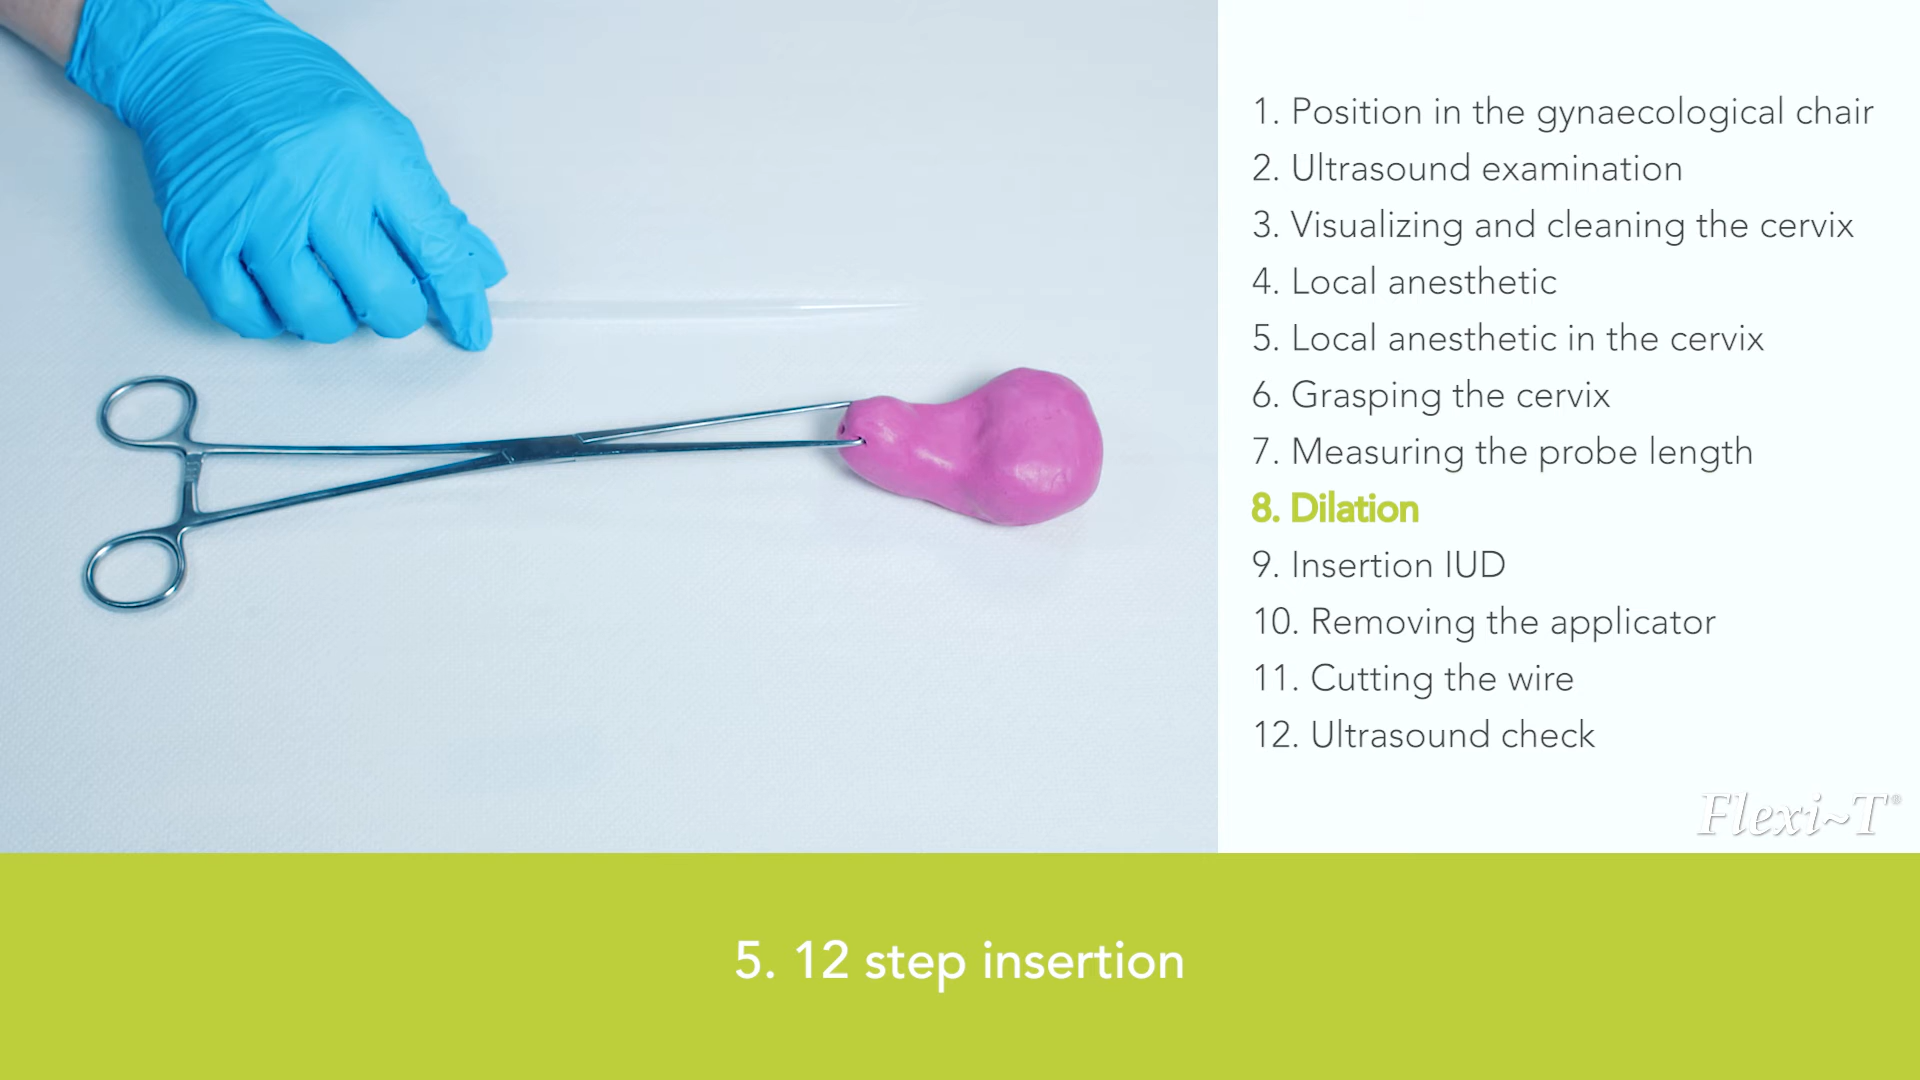 1. Position in the gynaecological chair
2. Ultrasound examination
3. Visualizing and cleaning the cervix
4. Local anesthetic
5. Local anesthetic in the cervix
6. Grasping the cervix
7. Measuring the probe length
8. Dilation
9. Insertion IUD
10. Removing the applicator
11. Cutting the wire
12. Ultrasound check
Flexi~T®
5. 12 step insertion